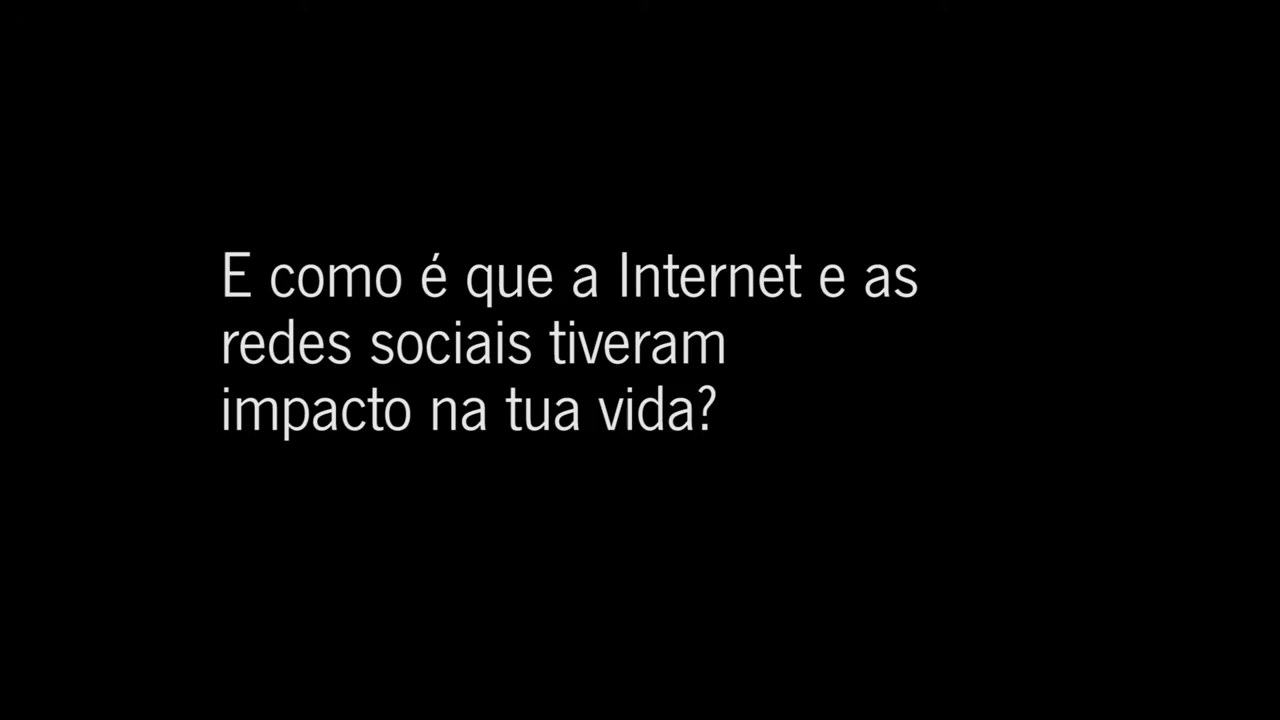 E como é que a Internet e as
redes sociais tiveram
impacto na tua vida?